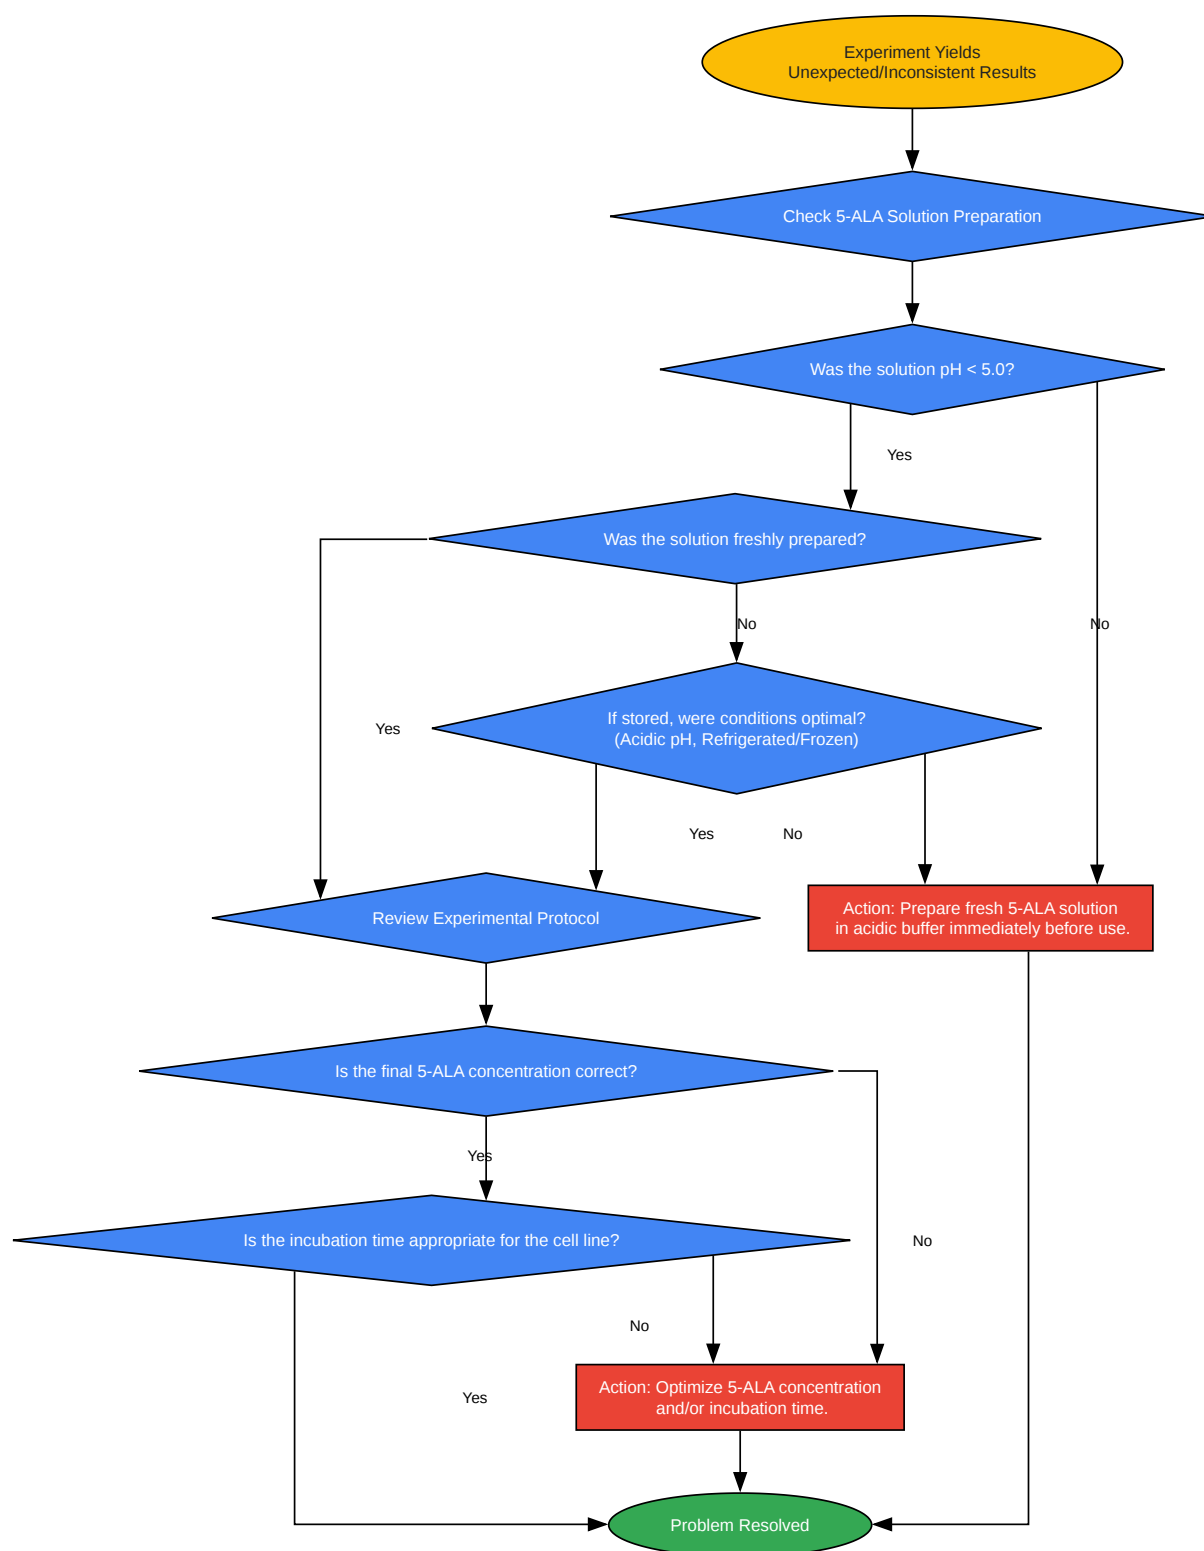 Experiment Yields
Unexpected/Inconsistent Results
Check 5-ALA Solution Preparation
Was the solution pH < 5.0?
Yes
Was the solution freshly prepared?
No
No
If stored, were conditions optimal?
(Acidic pH, Refrigerated/Frozen)
Yes
Yes
No
Review Experimental Protocol
Action: Prepare fresh 5-ALA solution
in acidic buffer immediately before use.
Is the final 5-ALA concentration correct?
Yes
Is the incubation time appropriate for the cell line?
No
No
Action: Optimize 5-ALA concentration
and/or incubation time.
Yes
Problem Resolved